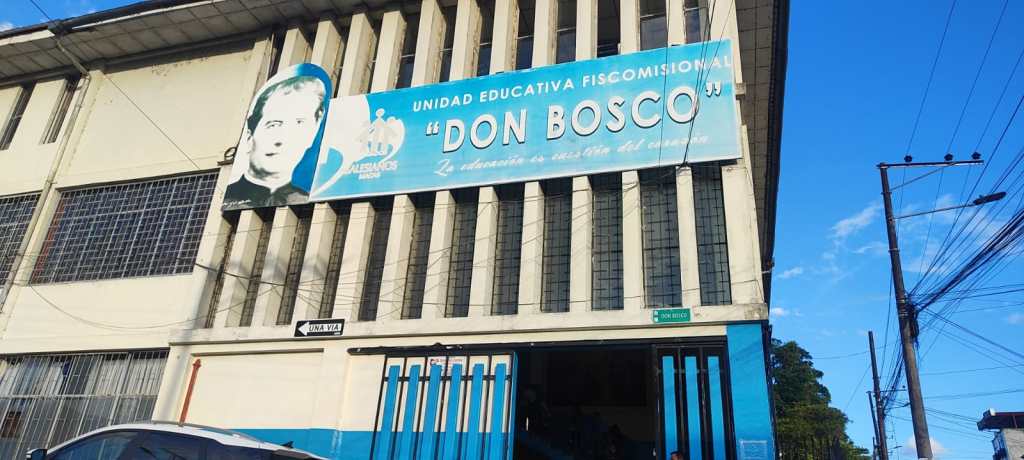 UNIDAD EDUCATIVA FISCOMISIONAL
“DON BOSCO”
La educación es cuestión del corazón
SALESIANOS
MACAS
UNA VIA
DON BOSCO